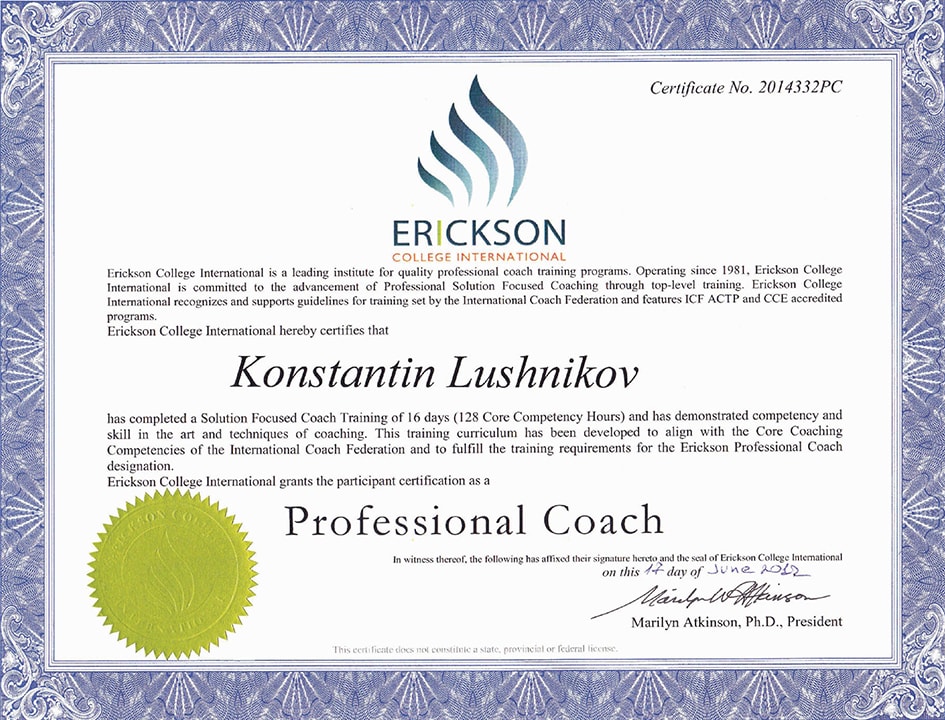 Certificate No. 2014332PC
ERICKSON
COLLEGE INTERNATIONAL
Erickson College International is a leading institute for quality professional coach training programs. Operating since 1981, Erickson College
International is committed to the advancement of Professional Solution Focused Coaching through top-level training. Erickson College
International recognizes and supports guidelines for training set by the International Coach Federation and features ICF ACTP and CCE accredited
programs.
Erickson College International hereby certifies that
Konstantin Lushnikov
has completed a Solution Focused Coach Training of 16 days (128 Core Competency Hours) and has demonstrated competency and
skill in the art and techniques of coaching. This training curriculum has been developed to align with the Core Coaching
Competencies of the International Coach Federation and to fulfill the training requirements for the Erickson Professional Coach
designation.
Erickson College International grants the participant certification as a
Professional Coach
In witness thereof, the following has affixed their signature hereto and the seal of Erickson College International
on this 17 day of June 2012
Marilyn W Atkinson
Marilyn Atkinson, Ph.D., President
This certificate does not constitute a state, provincial or federal license.